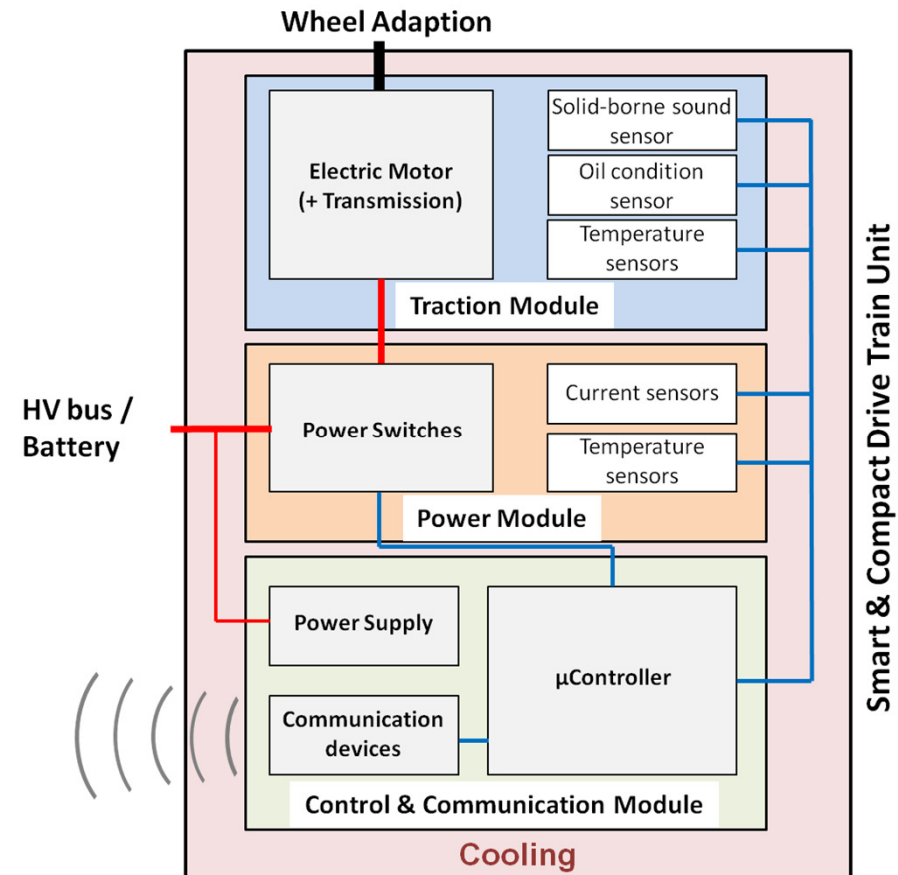 Wheel Adaption
Electric Motor
(+ Transmission)
Solid-borne sound
sensor
Oil condition
sensor
Temperature
sensors
Traction Module
HV bus /
Battery
Power Switches
Current sensors
Temperature
sensors
Power Module
Power Supply
µController
Communication
devices
Control & Communication Module
Cooling
Smart & Compact Drive Train Unit